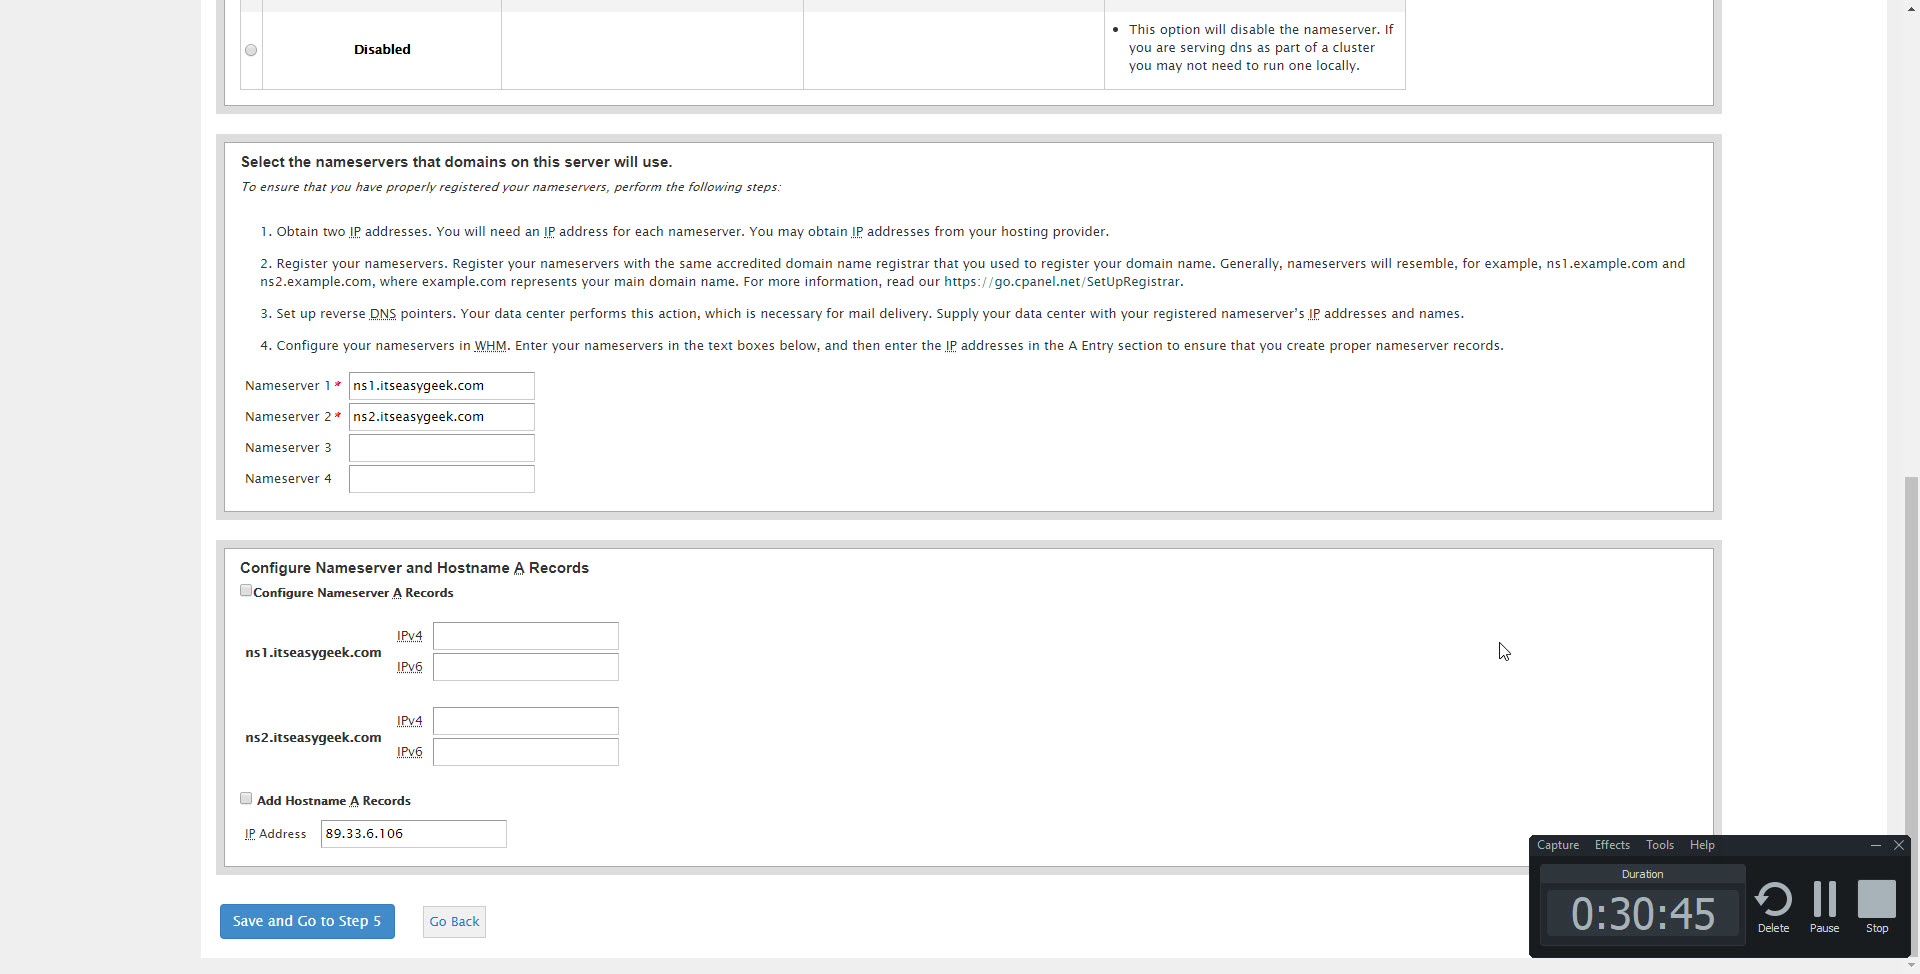 Disabled
• This option will disable the nameserver. If
you are serving dns as part of a cluster
you may not need to run one locally.
Select the nameservers that domains on this server will use.
To ensure that you have properly registered your nameservers, perform the following steps:
1. Obtain two IP addresses. You will need an IP address for each nameserver. You may obtain IP addresses from your hosting provider.
2. Register your nameservers. Register your nameservers with the same accredited domain name registrar that you used to register your domain name. Generally, nameservers will resemble, for example, ns1.example.com and
ns2.example.com, where example.com represents your main domain name. For more information, read our https://go.cpanel.net/SetUpRegistrar.
3. Set up reverse DNS pointers. Your data center performs this action, which is necessary for mail delivery. Supply your data center with your registered nameserver’s IP addresses and names.
4. Configure your nameservers in WHM. Enter your nameservers in the text boxes below, and then enter the IP addresses in the A Entry section to ensure that you create proper nameserver records.
Nameserver 1 * ns1.itseasygeek.com
Nameserver 2 * ns2.itseasygeek.com
Nameserver 3
Nameserver 4
Configure Nameserver and Hostname A Records
Configure Nameserver A Records
IPv4
ns1.itseasygeek.com
IPv6
IPv4
ns2.itseasygeek.com
IPv6
Add Hostname A Records
IP Address 89.33.6.106
Save and Go to Step 5 Go Back
Capture Effects Tools Help
Duration
0:30:45
Delete Pause Stop